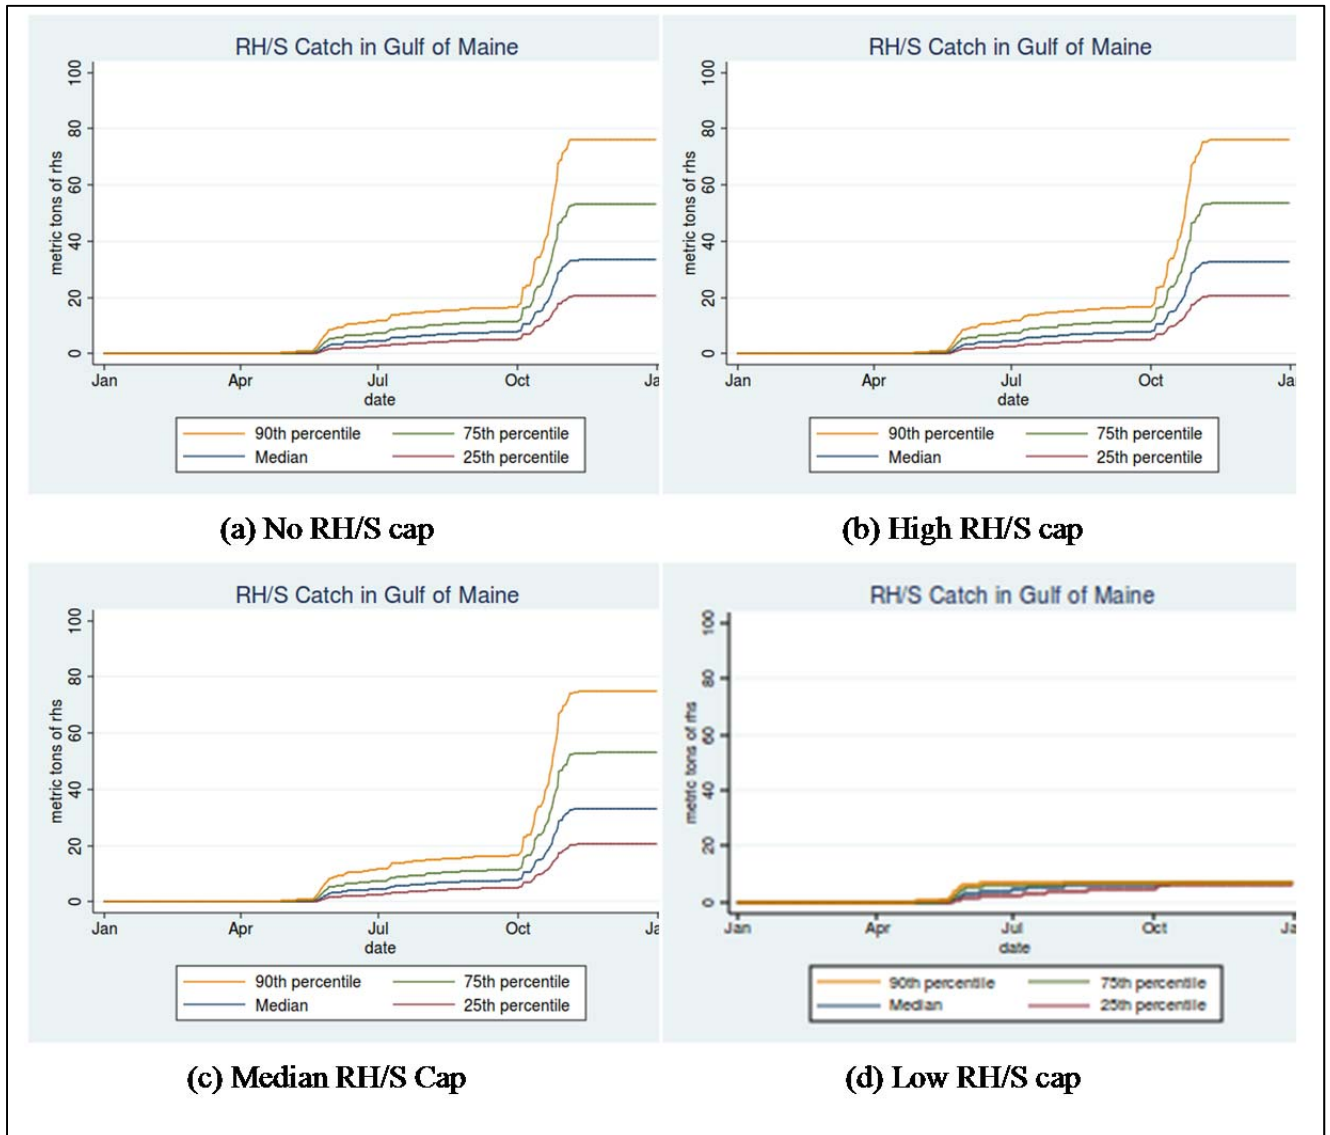 RH/S Catch in Gulf of Maine
metric tons of rhs
100
80
60
40
20
0
Jan Apr Jul Oct Ja
date
90th percentile 75th percentile
Median 25th percentile
(a) No RH/S cap
RH/S Catch in Gulf of Maine
metric tons of rhs
100
80
60
40
20
0
Jan Apr Jul Oct Ja
date
90th percentile 75th percentile
Median 25th percentile
(b) High RH/S cap
RH/S Catch in Gulf of Maine
metric tons of rhs
100
80
60
40
20
0
Jan Apr Jul Oct Ja
date
90th percentile 75th percentile
Median 25th percentile
(c) Median RH/S Cap
RH/S Catch in Gulf of Maine
metric tons of rhs
100
80
60
40
20
0
Jan Apr Jul Oct Ja
date
90th percentile 75th percentile
Median 25th percentile
(d) Low RH/S cap